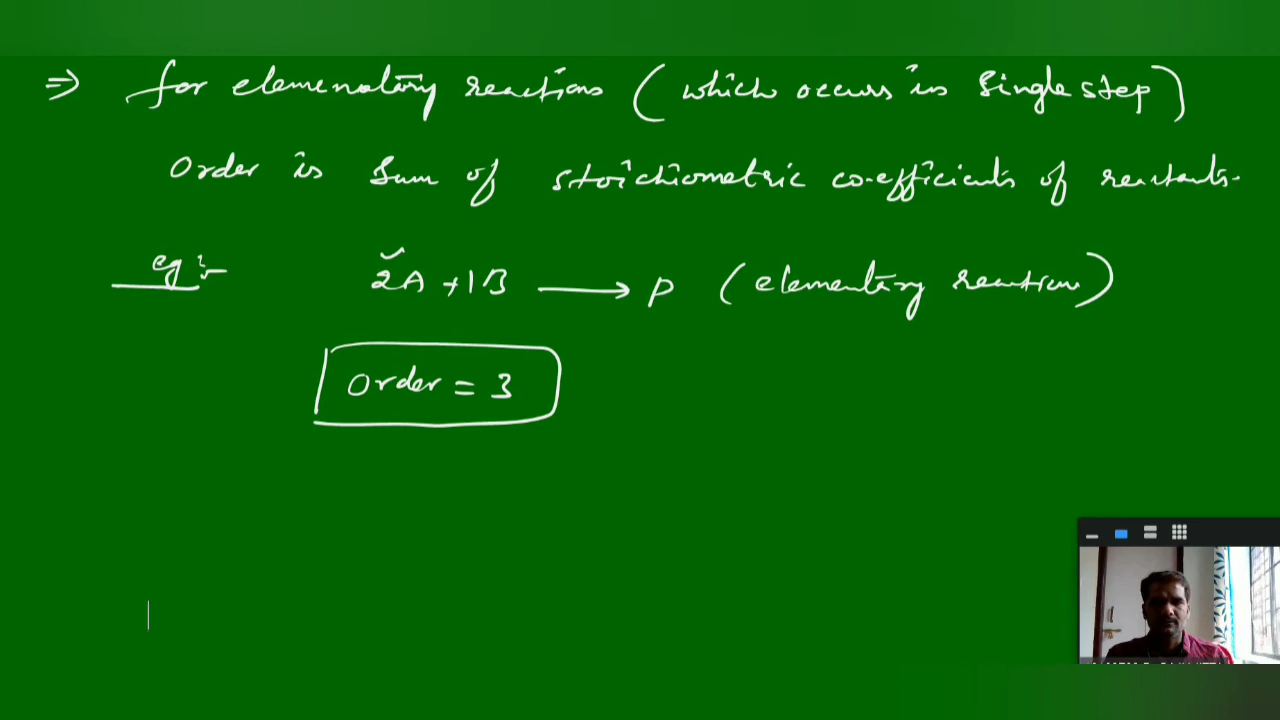 ⇒ for elemenatary reactions (which occurs in single step)
Order is sum of stoichiometric co-efficients of reactants.
eg:-
2A + 1B ⟶ P (elementary reaction)
Order = 3